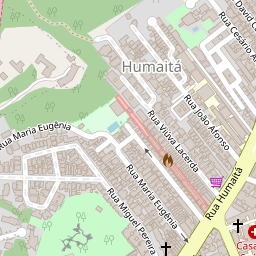 David C
Rua Cesário A
Humaitá
Rua João Afonso
Rua Viúva Lacerda
Rua Maria Eugênia
Rua Maria Eugênia
Rua Humaitá
Rua Miguel Pereira
Casa